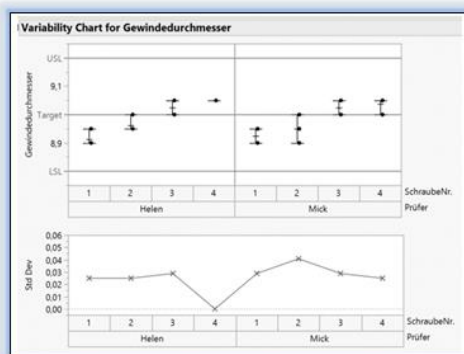 Variability Chart for Gewindedurchmesser
Gewindedurchmesser
USL
9,1
Target
8,9
LSL
1 2 3 4 1 2 3 4 SchraubeNr.
Helen Mick Prüfer
Std Dev
0,06
0,05
0,04
0,03
0,02
0,01
0,00
1 2 3 4 1 2 3 4 SchraubeNr.
Helen Mick Prüfer